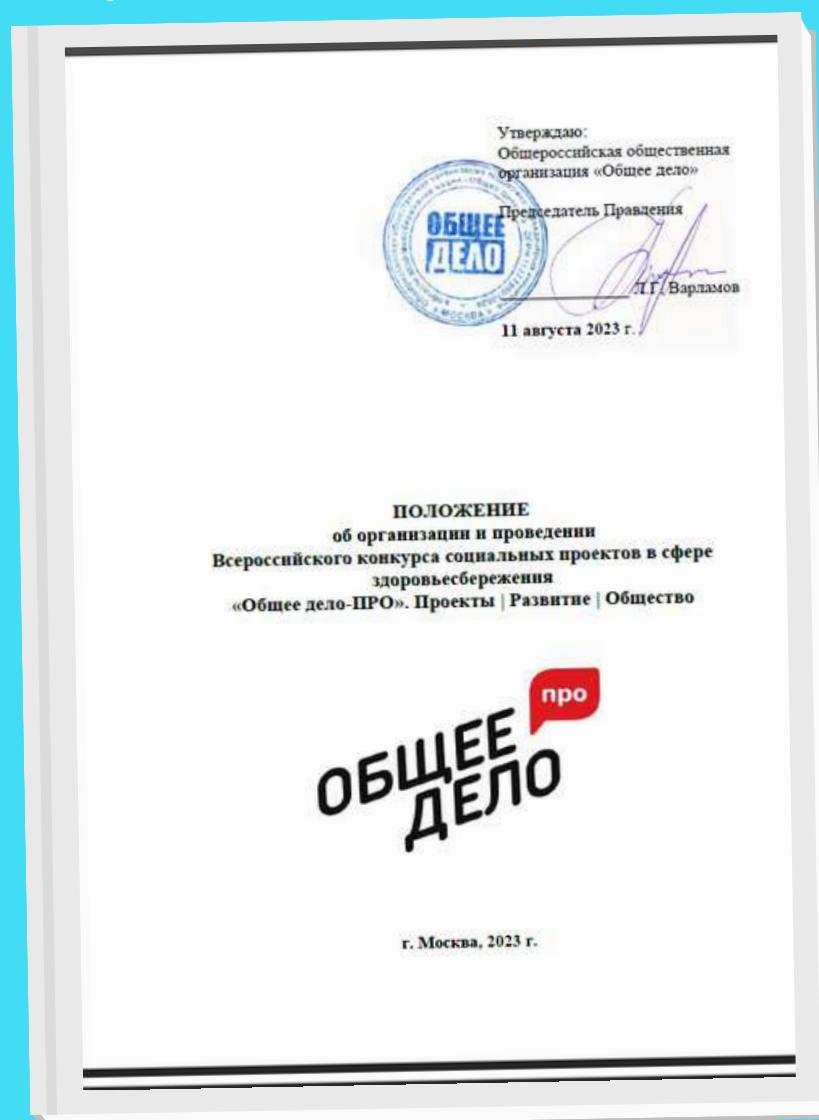 Утверждаю:
Общероссийская общественная
организация «Общее дело»
Председатель Правления
ОБЩЕЕ
ДЕЛО
МОСКВА
Л.Г. Варламов
11 августа 2023 г.
ПОЛОЖЕНИЕ
об организации и проведении
Всероссийского конкурса социальных проектов в сфере
здоровьесбережения
«Общее дело-ПРО». Проекты | Развитие | Общество
про
ОБЩЕЕ
ДЕЛО
г. Москва, 2023 г.